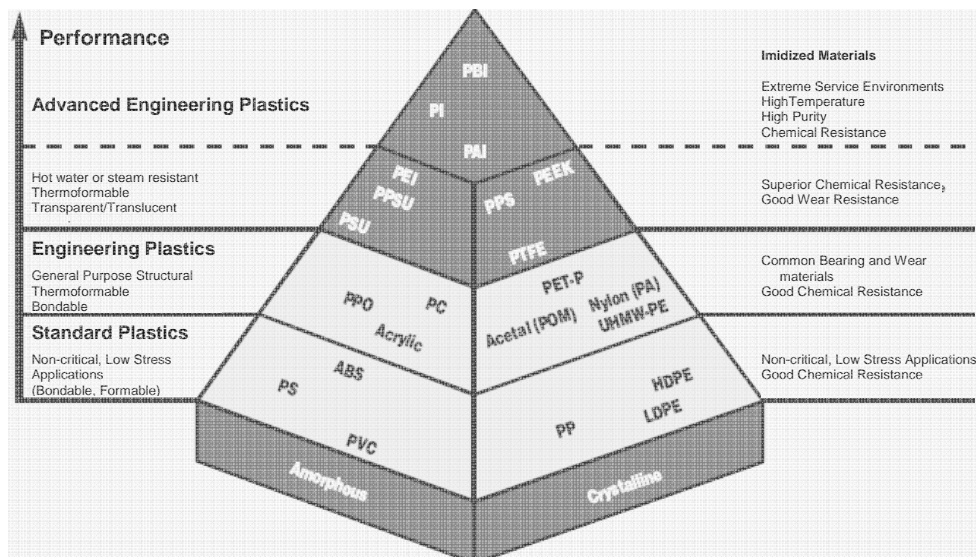 Performance
Advanced Engineering Plastics
Hot water or steam resistant
Thermoformable
Transparent/Translucent
Engineering Plastics
General Purpose Structural
Thermoformable
Bondable
Standard Plastics
Non-critical, Low Stress
Applications
(Bondable, Formable)
PBI
PI
PAI
PEI
PPSU
PSU
PEEK
PPS
PTFE
PPO
PC
Acrylic
PET-P
Nylon (PA)
Acetal (POM)
UHMW-PE
ABS
PS
PVC
HDPE
LDPE
PP
Amorphous
Crystalline
Imidized Materials
Extreme Service Environments
HighTemperature
High Purity
Chemical Resistance
Superior Chemical Resistance,
Good Wear Resistance
Common Bearing and Wear
materials
Good Chemical Resistance
Non-critical, Low Stress Applications
Good Chemical Resistance